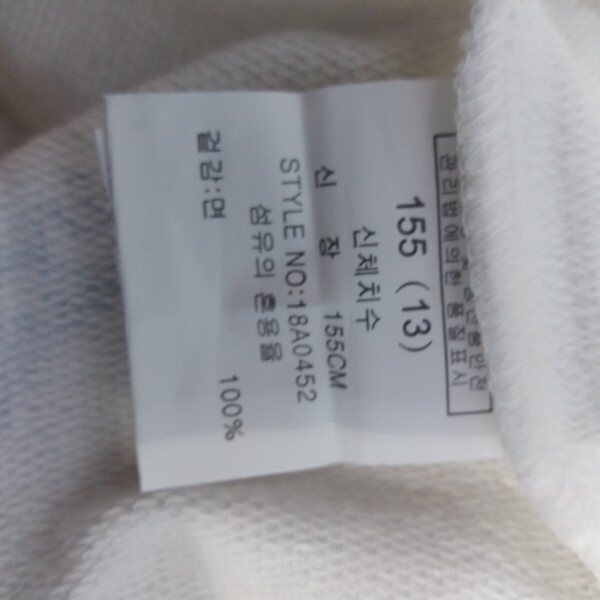 관리법에의한 품질표시
155 (13)
신체치수
신 장 155CM
STYLE NO:18A0452
섬유의 혼용율
겉감:면 100%